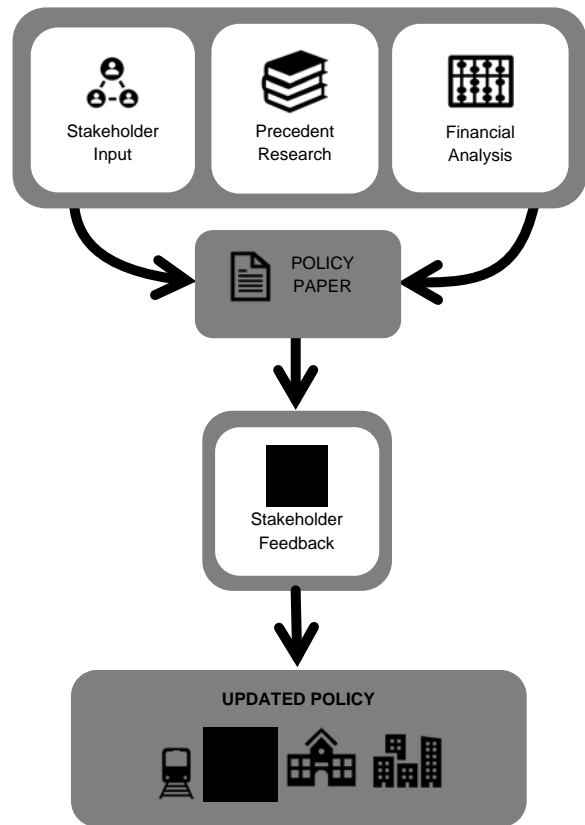 Stakeholder
Input
Precedent
Research
Financial
Analysis
POLICY
PAPER
Stakeholder
Feedback
UPDATED POLICY